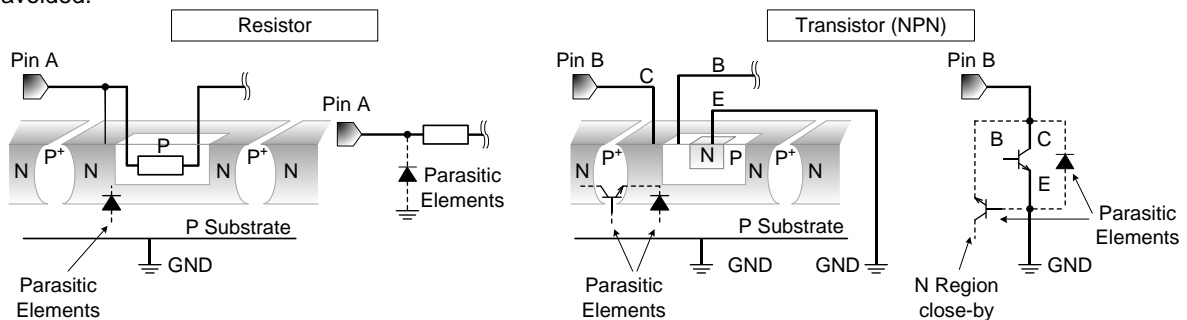 avoided.
Resistor
Transistor (NPN)
Pin A
Pin A
P
N
P+
N
P+
N
N
Parasitic
Elements
P Substrate
GND
Parasitic
Elements
Pin B
C
B
E
N
P+
N
N
P
P+
N
N
P Substrate
GND
GND
Parasitic
Elements
Pin B
B
C
E
Parasitic
Elements
GND
N Region
close-by